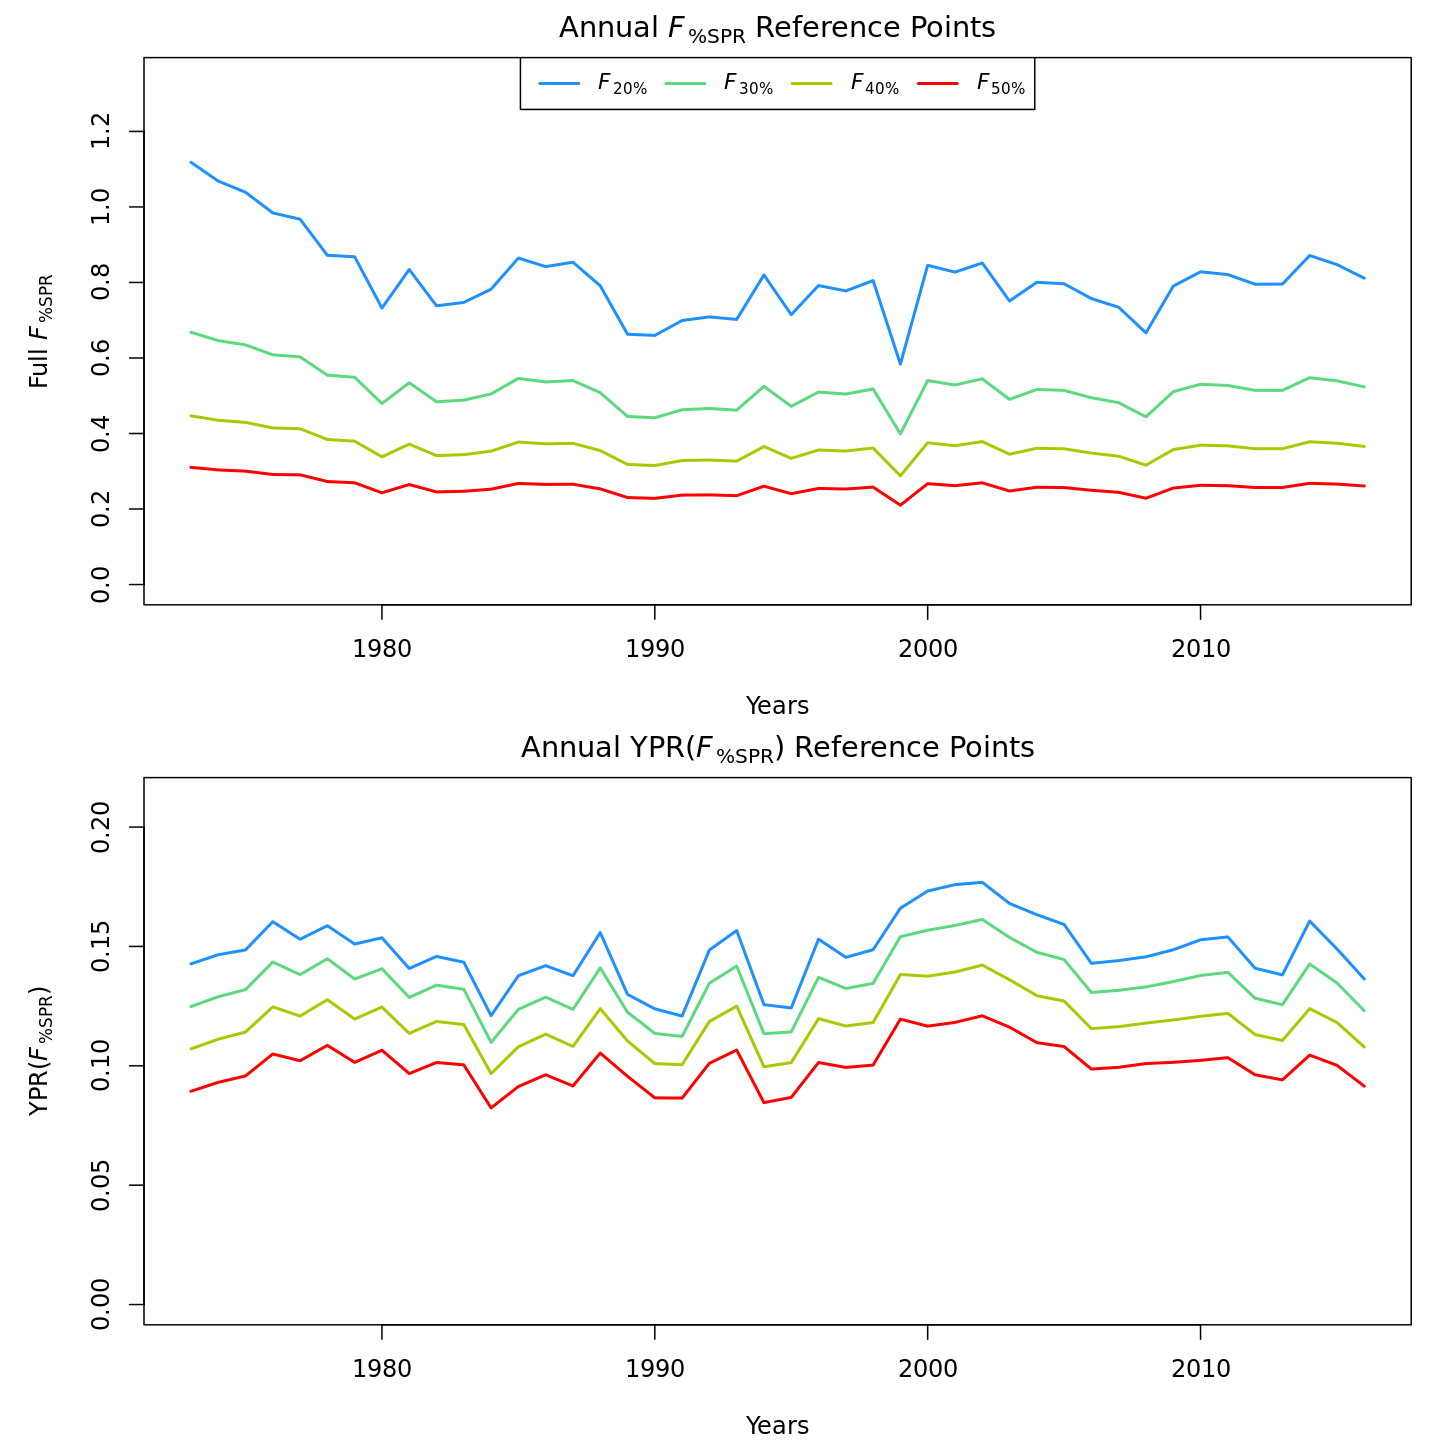 Annual F%SPR Reference Points
F20% F30% F40% F50%
Full F%SPR
1.2
1.0
0.8
0.6
0.4
0.2
0.0
1980 1990 2000 2010
Years
Annual YPR(F%SPR) Reference Points
YPR(F%SPR)
0.20
0.15
0.10
0.05
0.00
1980 1990 2000 2010
Years